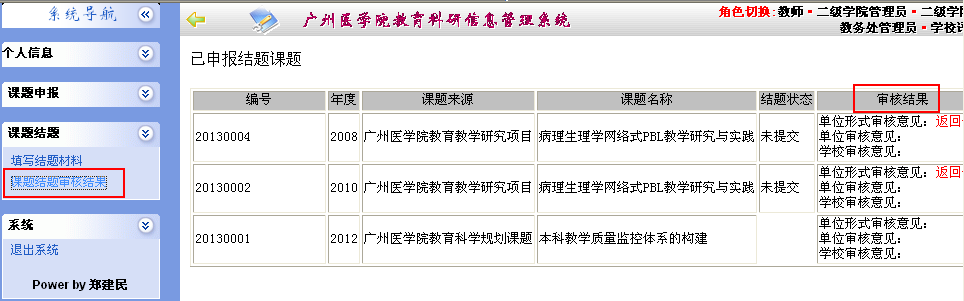 系统导航
广州医学院教育科研信息管理系统
角色切换: 教师▪二级学院管理员▪二级学
教务处管理员▪学校
个人信息
课题申报
课题结题
填写结题材料
课题结题审核结果
系统
退出系统
Power by 郑建民
已申报结题课题
编号 年度 课题来源 课题名称 结题状态 审核结果
20130004 2008 广州医学院教育教学研究项目 病理生理学网络式PBL教学研究与实践 未提交 单位形式审核意见: 返回
单位审核意见:
学校审核意见:
20130002 2010 广州医学院教育教学研究项目 病理生理学网络式PBL教学研究与实践 未提交 单位形式审核意见: 返回
单位审核意见:
学校审核意见:
20130001 2012 广州医学院教育科学规划课题 本科教学质量监控体系的构建 单位形式审核意见:
单位审核意见:
学校审核意见: